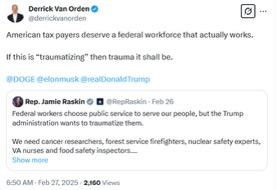 Derrick Van Orden
@derrickvanorden
American tax payers deserve a federal workforce that actually works.
If this is “traumatizing” then trauma it shall be.
@DOGE @elonmusk @realDonaldTrump
Rep. Jamie Raskin @RepRaskin · Feb 26
Federal workers choose public service to serve our people, but the Trump
administration wants to traumatize them.
We need cancer researchers, forest service firefighters, nuclear safety experts,
VA nurses and food safety inspectors....
Show more
6:50 AM · Feb 27, 2025 · 2,160 Views